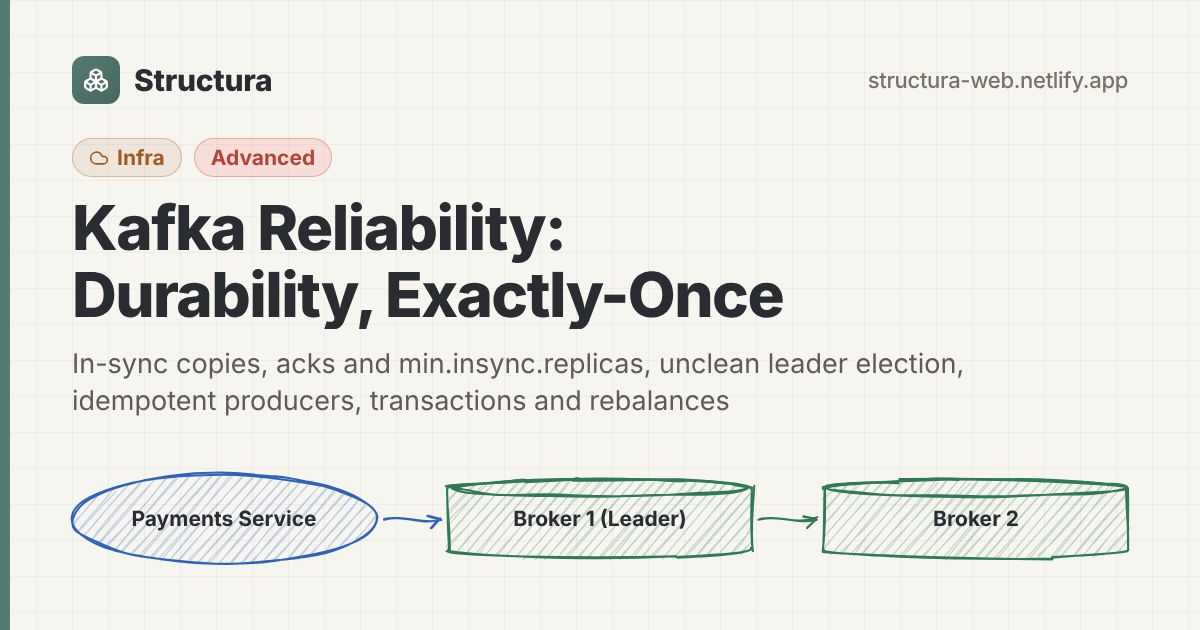 Structura
structura-web.netlify.app
Infra
Advanced
Kafka Reliability:
Durability, Exactly-Once
In-sync copies, acks and min.insync.replicas, unclean leader election,
idempotent producers, transactions and rebalances
Payments Service
Broker 1 (Leader)
Broker 2